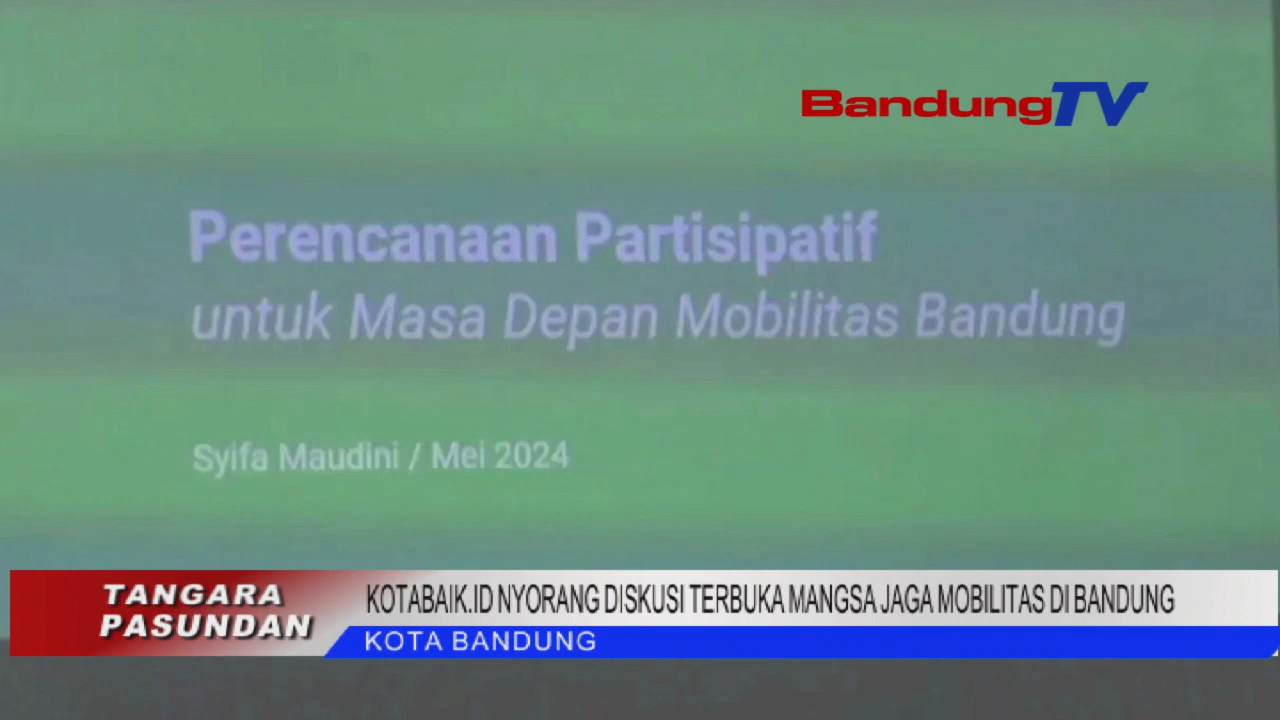 BandungTV
Perencanaan Partisipatif
untuk Masa Depan Mobilitas Bandung
Syifa Maudini / Mei 2024
TANGARA
PASUNDAN
KOTABAIK.ID NYORANG DISKUSI TERBUKA MANGSA JAGA MOBILITAS DI BANDUNG
KOTA BANDUNG